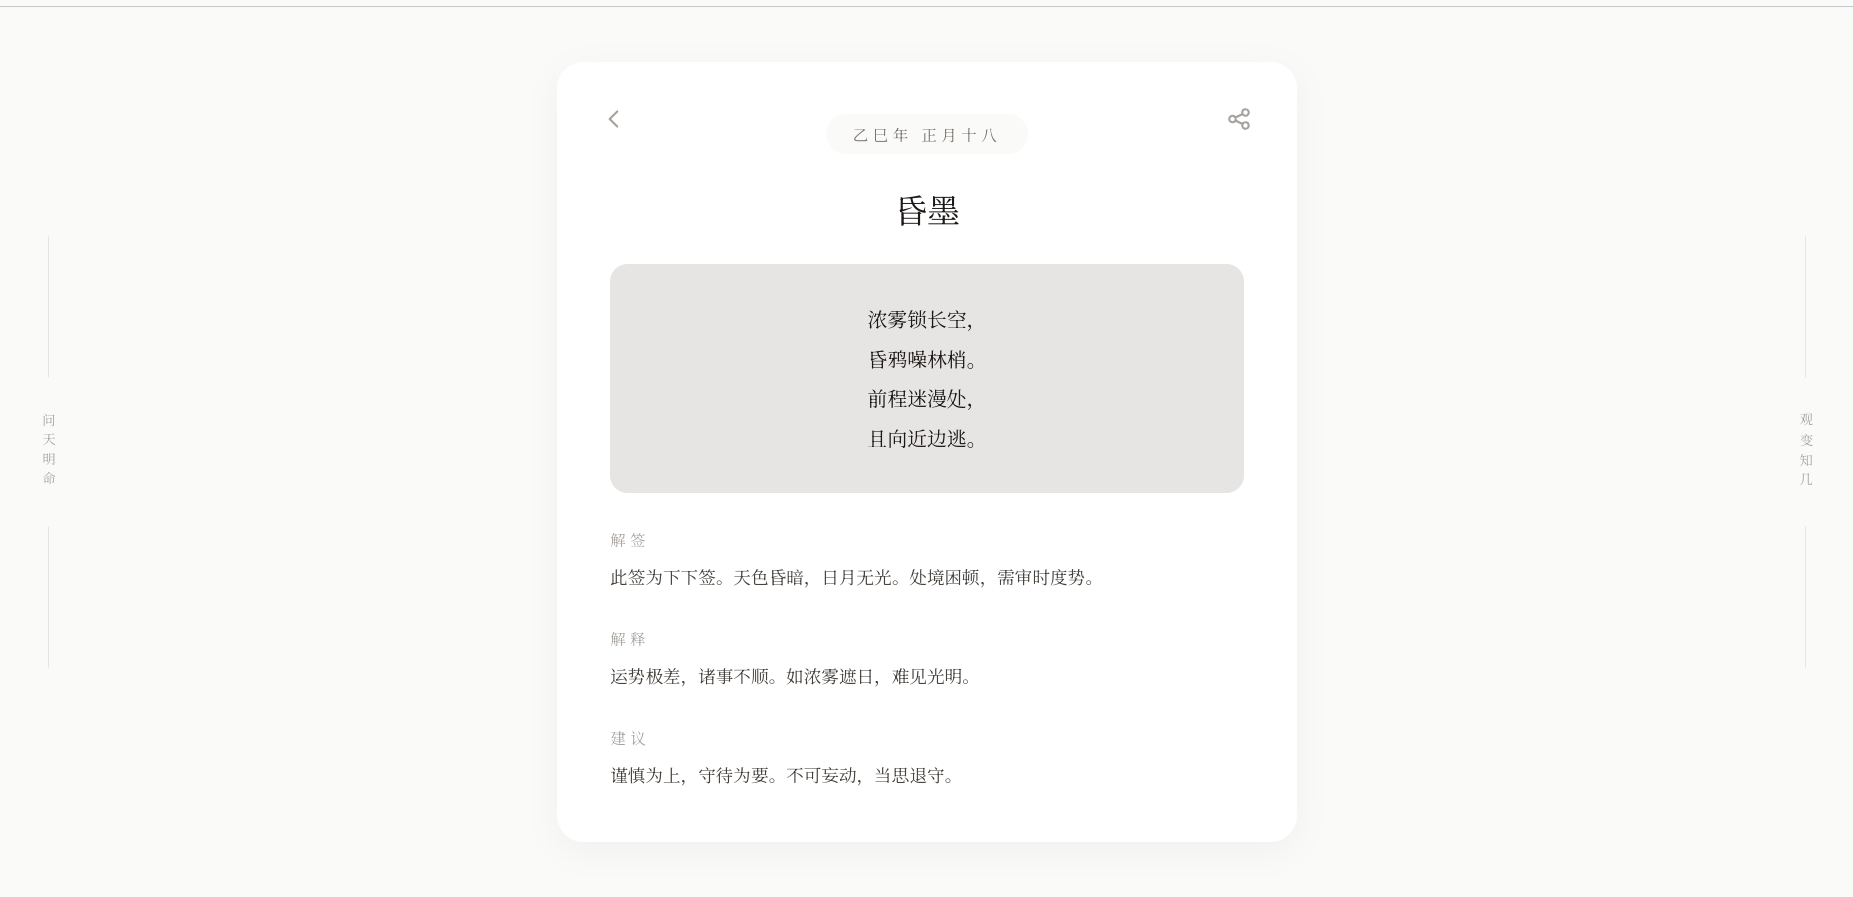 乙巳年 正月十八
昏墨
浓雾锁长空，
昏鸦噪林梢。
前程迷漫处，
且向近边逃。
解签
此签为下下签。天色昏暗，日月无光。处境困顿，需审时度势。
解释
运势极差，诸事不顺。如浓雾遮日，难见光明。
建议
谨慎为上，守待为要。不可妄动，当思退守。
问天明命
观变知几